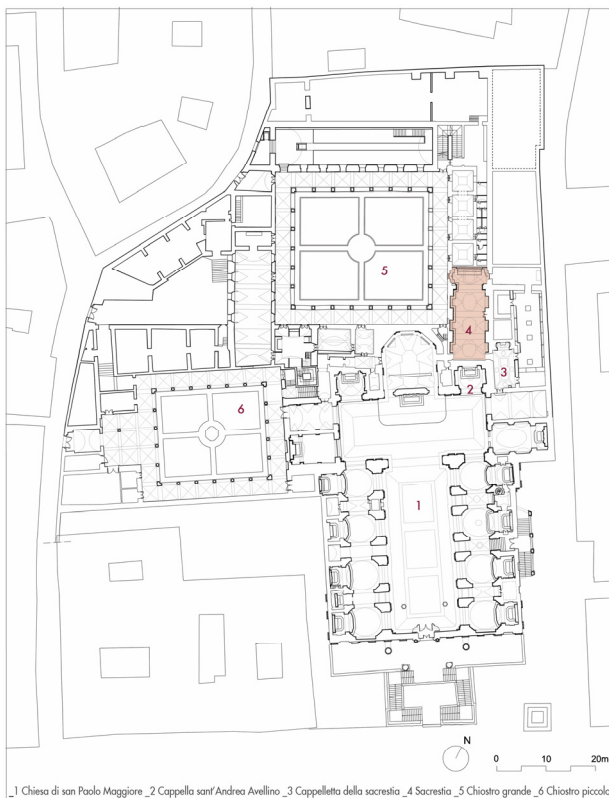 5
4
3
2
6
1
N
0 10 20m
_1 Chiesa di san Paolo Maggiore _2 Cappella sant'Andrea Avellino _3 Cappelletta della sacrestia _4 Sacrestia _5 Chiostro grande _6 Chiostro piccolo